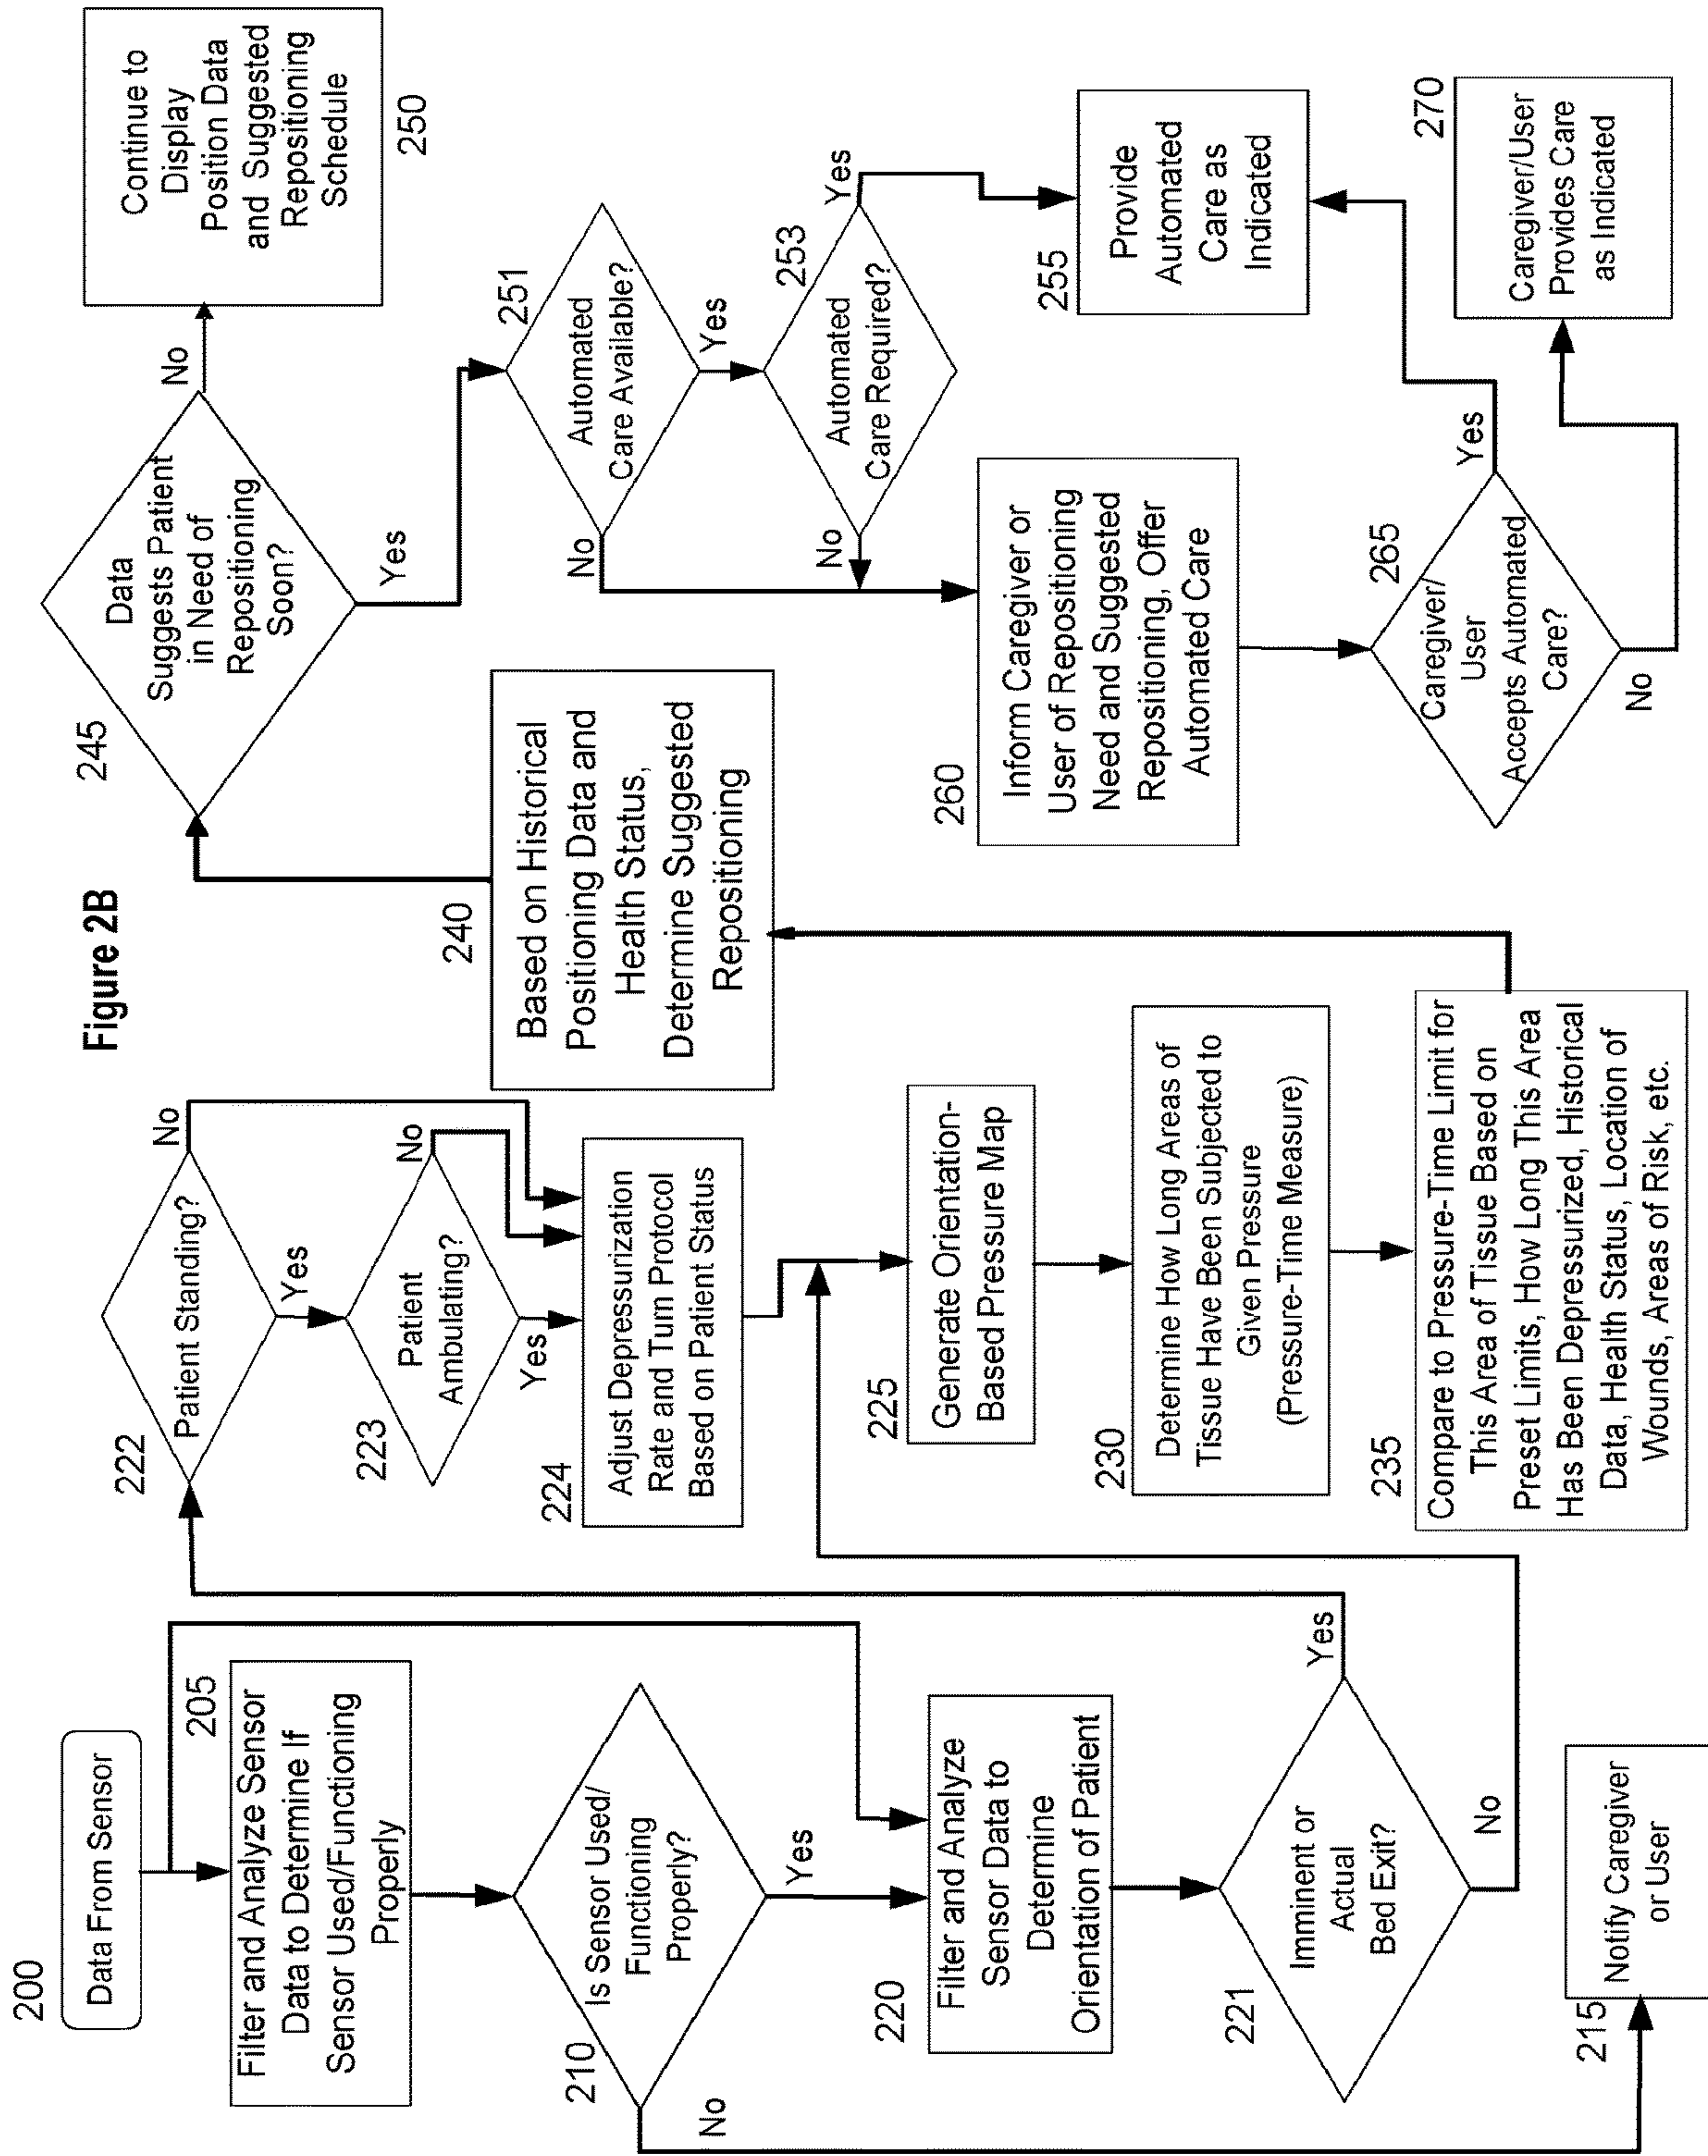 Figure 2B
200
Data From Sensor
205
Filter and Analyze Sensor
Data to Determine If
Sensor Used/Functioning
Properly
210
Is Sensor Used/
Functioning
Properly?
No
Yes
220
Filter and Analyze
Sensor Data to
Determine
Orientation of Patient
221
Imminent or
Actual
Bed Exit?
Yes
No
215
Notify Caregiver
or User
222
Patient Standing?
No
Yes
223
Patient
Ambulating?
No
Yes
224
Adjust Depressurization
Rate and Turn Protocol
Based on Patient Status
225
Generate Orientation-
Based Pressure Map
230
Determine How Long Areas of
Tissue Have Been Subjected to
Given Pressure
(Pressure-Time Measure)
235
Compare to Pressure-Time Limit for
This Area of Tissue Based on
Preset Limits, How Long This Area
Has Been Depressurized, Historical
Data, Health Status, Location of
Wounds, Areas of Risk, etc.
240
Based on Historical
Positioning Data and
Health Status,
Determine Suggested
Repositioning
245
Data
Suggests Patient
in Need of
Repositioning
Soon?
No
Yes
Continue to
Display
Position Data
and Suggested
Repositioning
Schedule
250
251
Automated
Care Available?
No
Yes
253
Automated
Care Required?
No
Yes
255
Provide
Automated
Care as
Indicated
260
Inform Caregiver or
User of Repositioning
Need and Suggested
Repositioning, Offer
Automated Care
265
Caregiver/
User
Accepts Automated
Care?
Yes
No
270
Caregiver/User
Provides Care
as Indicated